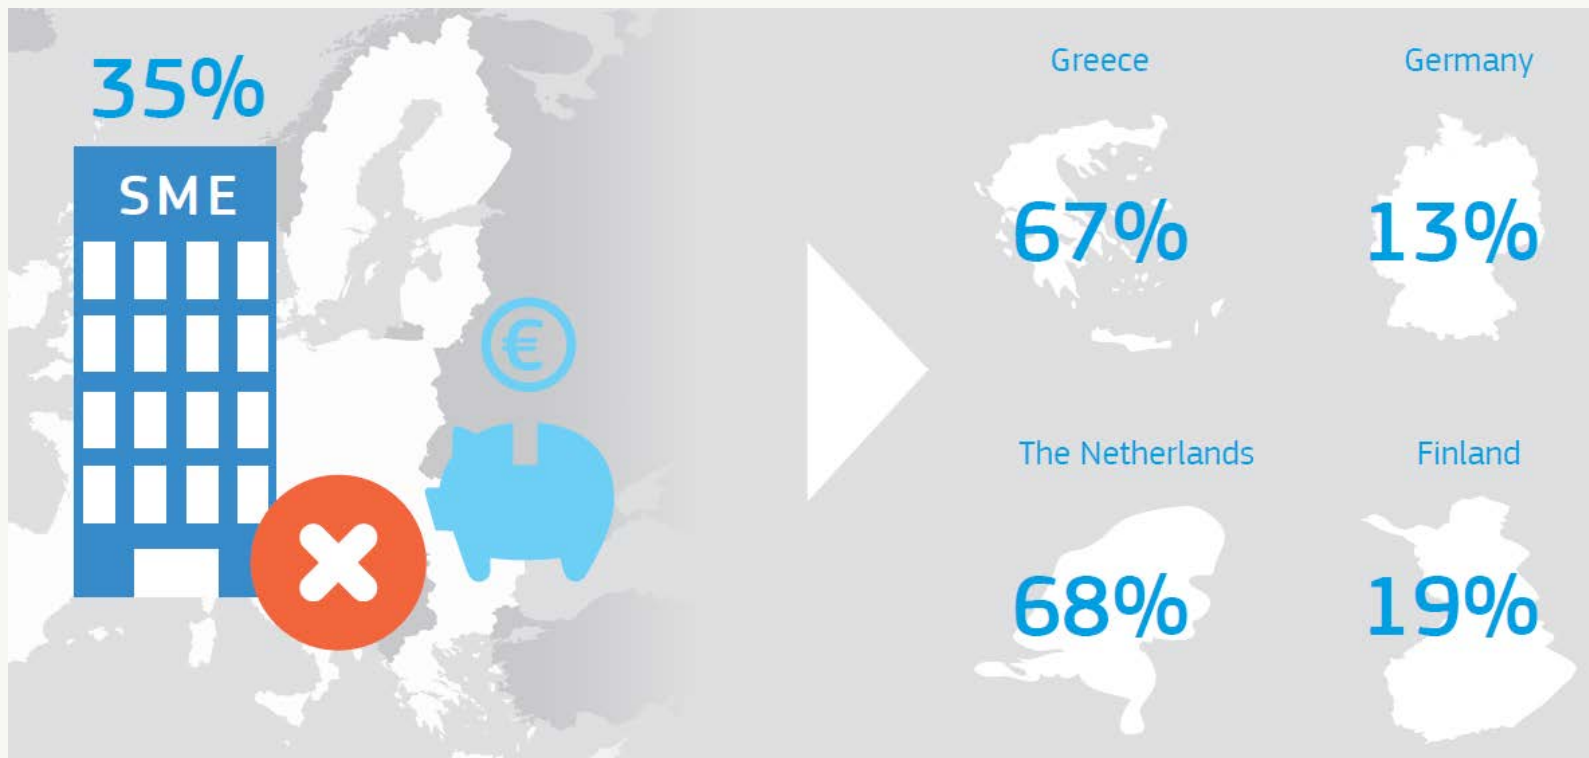 35%
SME
€
Greece
67%
Germany
13%
The Netherlands
68%
Finland
19%